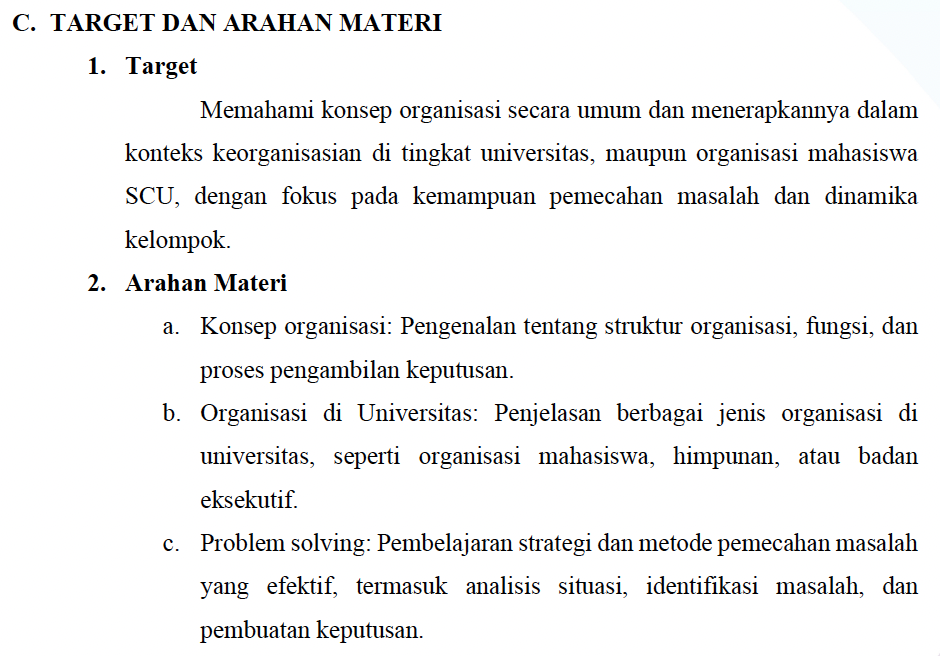 C. TARGET DAN ARAHAN MATERI
1. Target
Memahami konsep organisasi secara umum dan menerapkannya dalam
konteks keorganisasian di tingkat universitas, maupun organisasi mahasiswa
SCU, dengan fokus pada kemampuan pemecahan masalah dan dinamika
kelompok.
2. Arahan Materi
a. Konsep organisasi: Pengenalan tentang struktur organisasi, fungsi, dan
proses pengambilan keputusan.
b. Organisasi di Universitas: Penjelasan berbagai jenis organisasi di
universitas, seperti organisasi mahasiswa, himpunan, atau badan
eksekutif.
c. Problem solving: Pembelajaran strategi dan metode pemecahan masalah
yang efektif, termasuk analisis situasi, identifikasi masalah, dan
pembuatan keputusan.